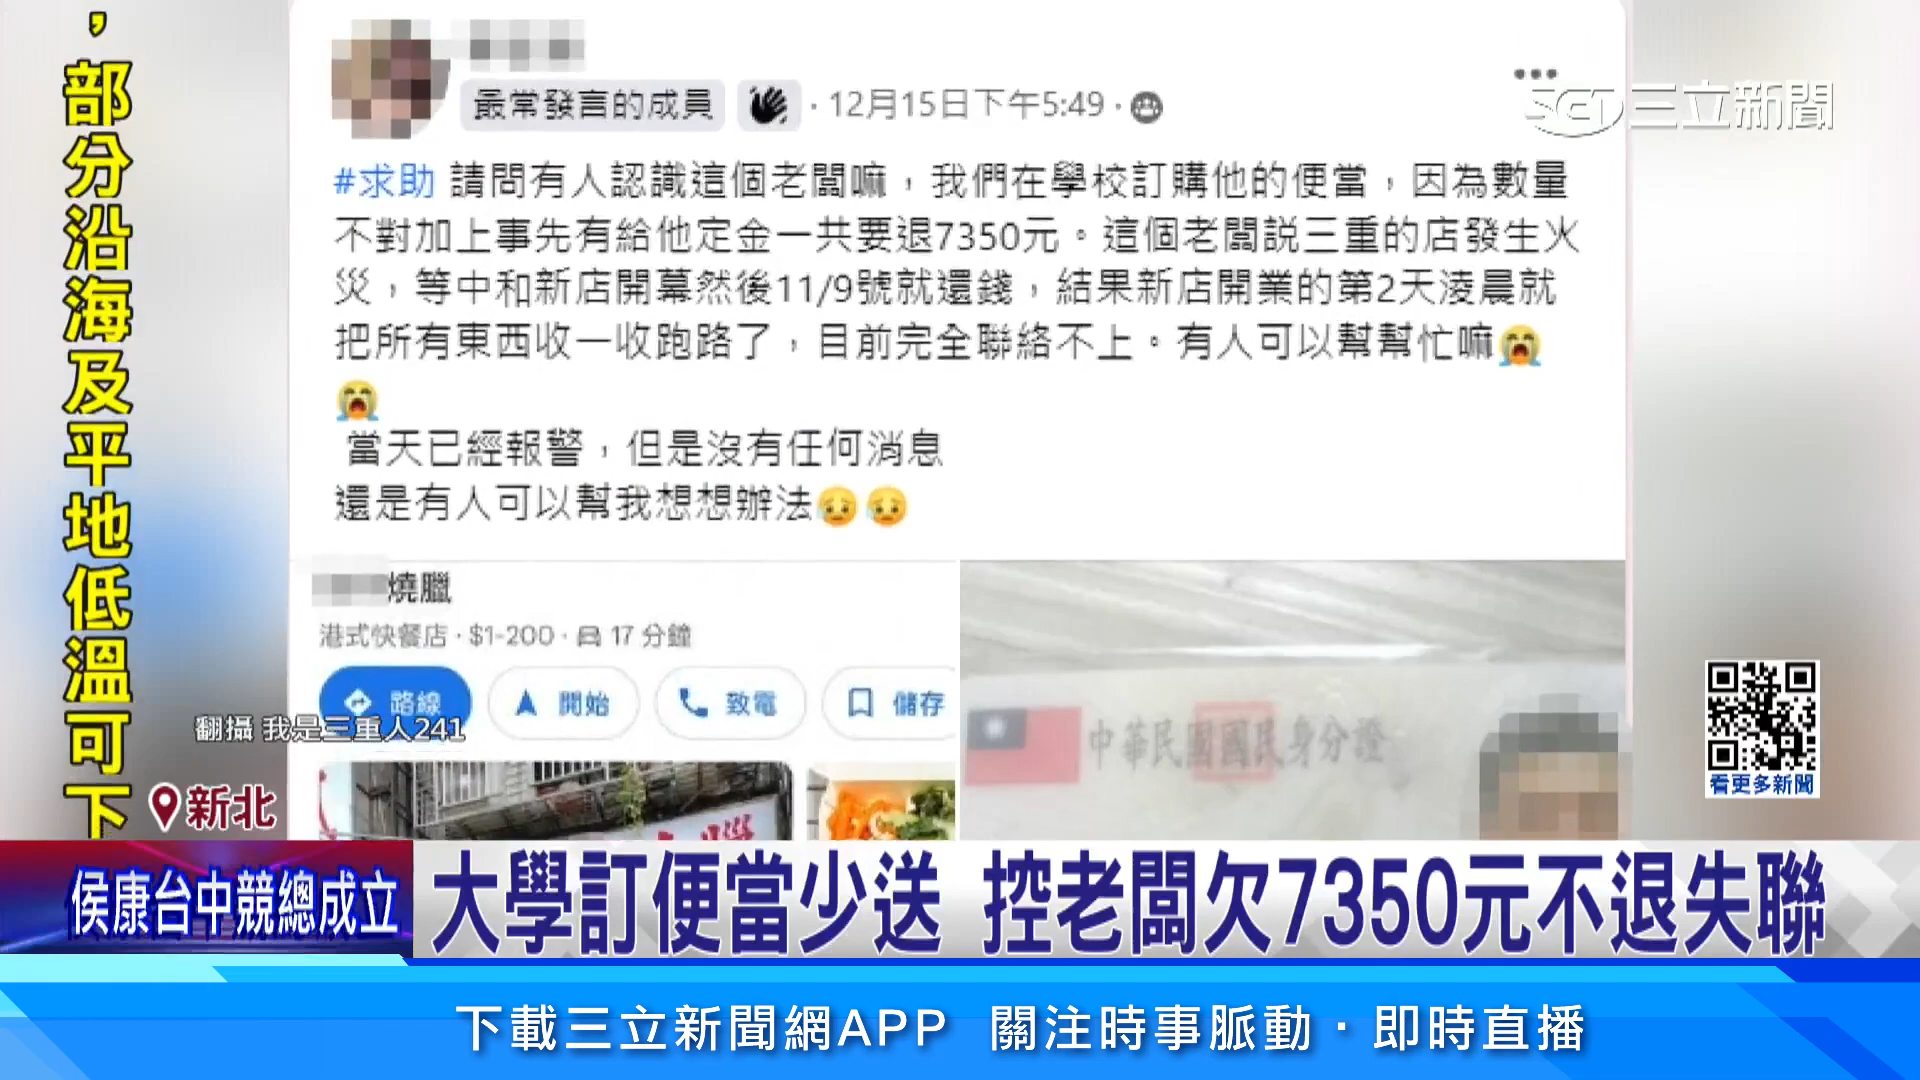 ，部分沿海及平地低溫可下
最常發言的成員
·12月15日下午5:49·
SET三立新聞
#求助 請問有人認識這個老闆嘛，我們在學校訂購他的便當，因為數量
不對加上事先有給他定金一共要退7350元。這個老闆説三重的店發生火
災，等中和新店開幕然後11/9號就還錢，結果新店開業的第2天凌晨就
把所有東西收一收跑路了，目前完全聯絡不上。有人可以幫幫忙嘛😭
😭
當天已經報警，但是沒有任何消息
還是有人可以幫我想想辦法😥😥
燒臘
港式快餐店·$1-200· 17 分鐘
路線
開始
致電
儲存
翻攝 我是三重人241
中華民國國民身分證
看更多新聞
新北
侯康台中競總成立
大學訂便當少送 控老闆欠7350元不退失聯
下載三立新聞網APP 關注時事脈動·即時直播